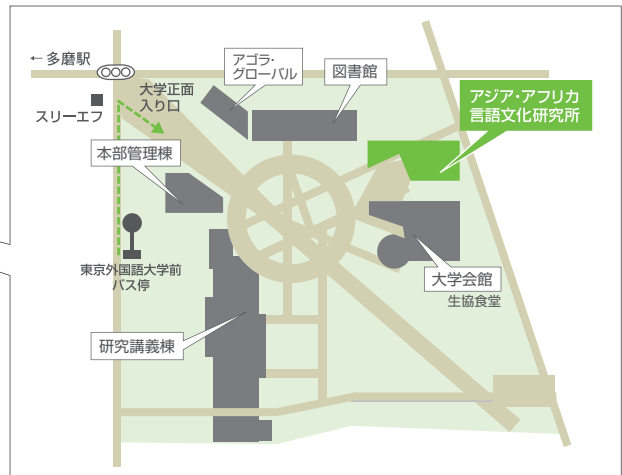 ← 多磨駅
アゴラ・
グローバル
図書館
大学正面
入り口
スリーエフ
アジア・アフリカ
言語文化研究所
本部管理棟
東京外国語大学前
バス停
大学会館
生協食堂
研究講義棟